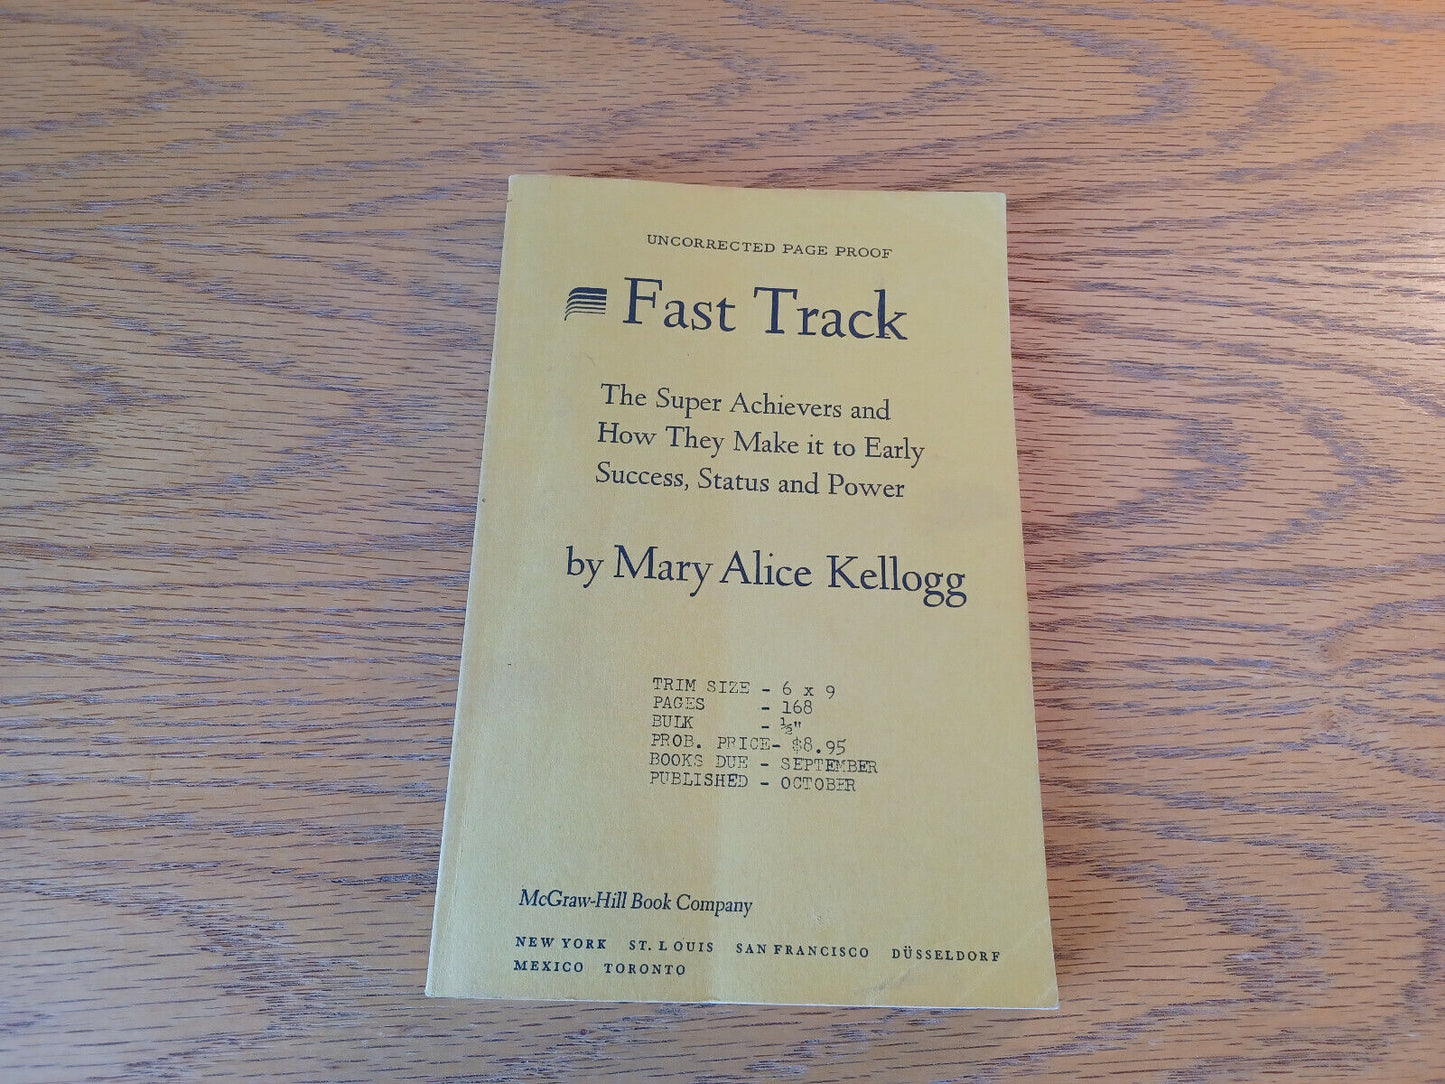 UNCORRECTED PAGE PROOF
Fast Track
The Super Achievers and
How They Make it to Early
Success, Status and Power
by Mary Alice Kellogg
TRIM SIZE - 6 x 9
PAGES - 168
BULK - ½"
PROB. PRICE- $8.95
BOOKS DUE - SEPTEMBER
PUBLISHED - OCTOBER
McGraw-Hill Book Company
NEW YORK ST. LOUIS SAN FRANCISCO DÜSSELDORF
MEXICO TORONTO